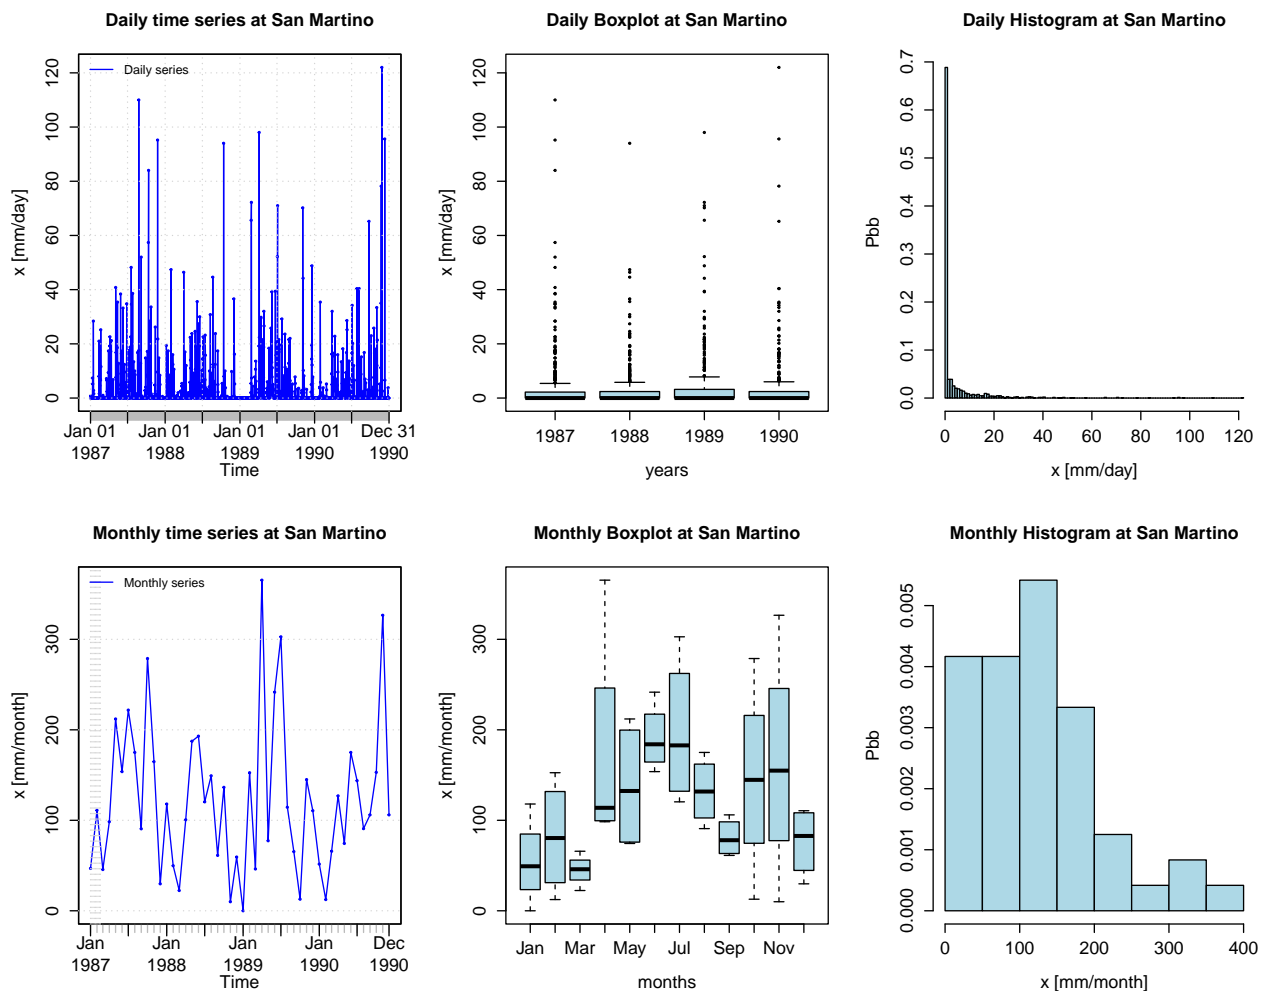 Daily time series at San Martino
Daily series
x [mm/day]
0
20
40
60
80
100
120
Jan 01 Jan 01 Jan 01 Jan 01 Dec 31
1987 1988 1989 1990 1990
Time
Daily Boxplot at San Martino
x [mm/day]
0
20
40
60
80
100
120
1987 1988 1989 1990
years
Daily Histogram at San Martino
Pbb
0.0
0.1
0.2
0.3
0.4
0.5
0.6
0.7
0 20 40 60 80 100 120
x [mm/day]
Monthly time series at San Martino
Monthly series
x [mm/month]
0
100
200
300
Jan Jan Jan Jan Dec
1987 1988 1989 1990 1990
Time
Monthly Boxplot at San Martino
x [mm/month]
0
100
200
300
Jan Mar May Jul Sep Nov
months
Monthly Histogram at San Martino
Pbb
0.000
0.001
0.002
0.003
0.004
0.005
0 100 200 300 400
x [mm/month]